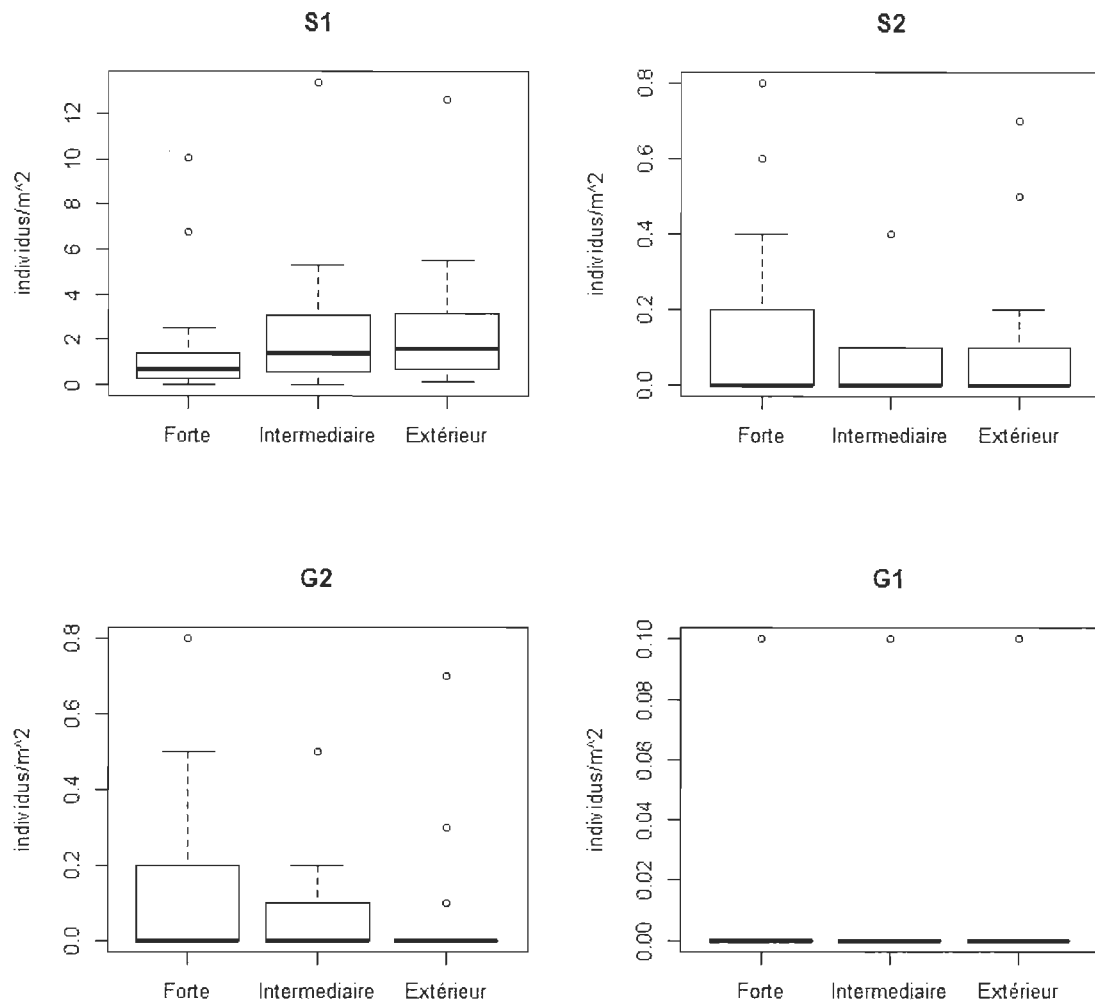 S1
individus/m^2
0 2 4 6 8 10 12
Forte Intermediaire Extérieur
S2
individus/m^2
0.0 0.2 0.4 0.6 0.8
Forte Intermediaire Extérieur
G2
individus/m^2
0.0 0.2 0.4 0.6 0.8
Forte Intermediaire Extérieur
G1
individus/m^2
0.00 0.02 0.04 0.06 0.08 0.10
Forte Intermediaire Extérieur